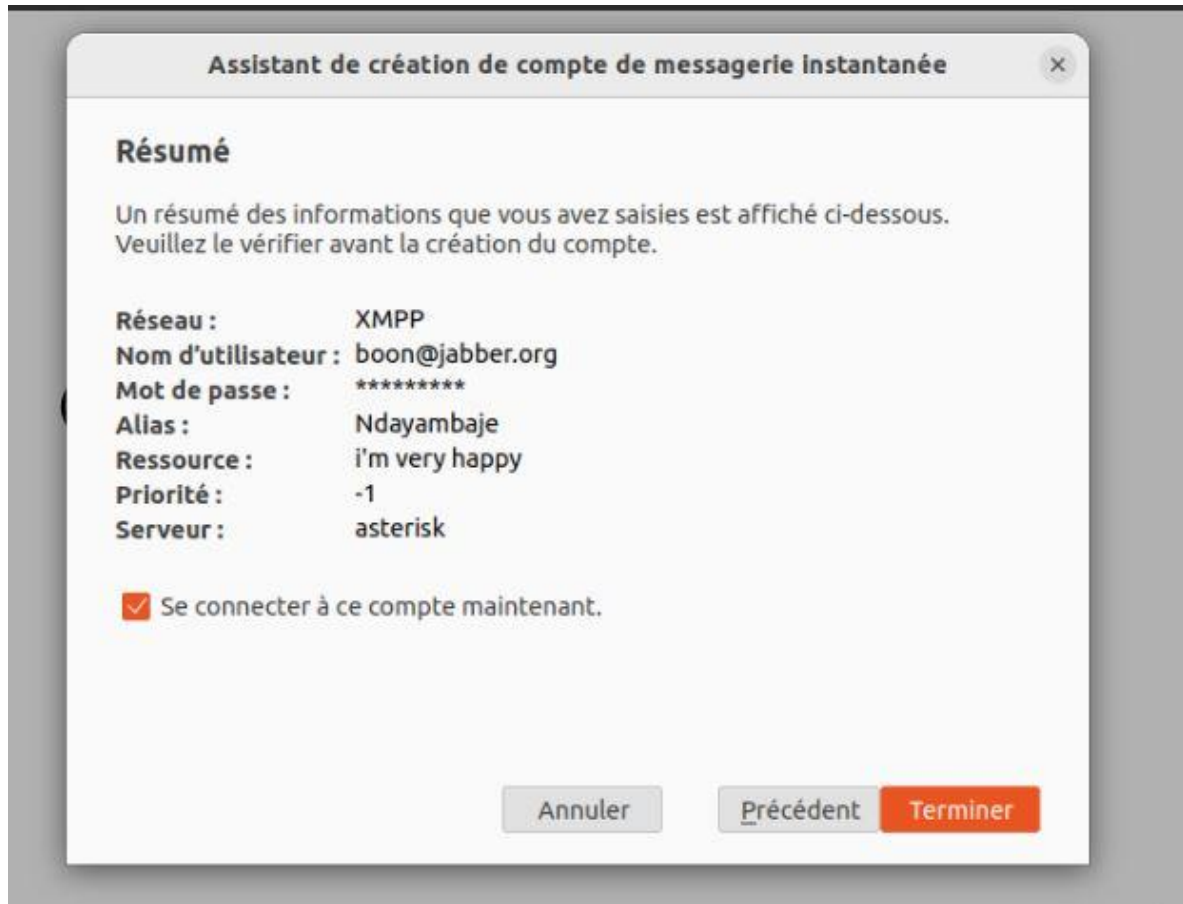 Assistant de création de compte de messagerie instantanée
Résumé
Un résumé des informations que vous avez saisies est affiché ci-dessous.
Veuillez le vérifier avant la création du compte.
Réseau : XMPP
Nom d’utilisateur : boon@jabber.org
Mot de passe : *********
Alias : Ndayambaje
Ressource : i'm very happy
Priorité : -1
Serveur : asterisk
Se connecter à ce compte maintenant.
Annuler Précédent Terminer